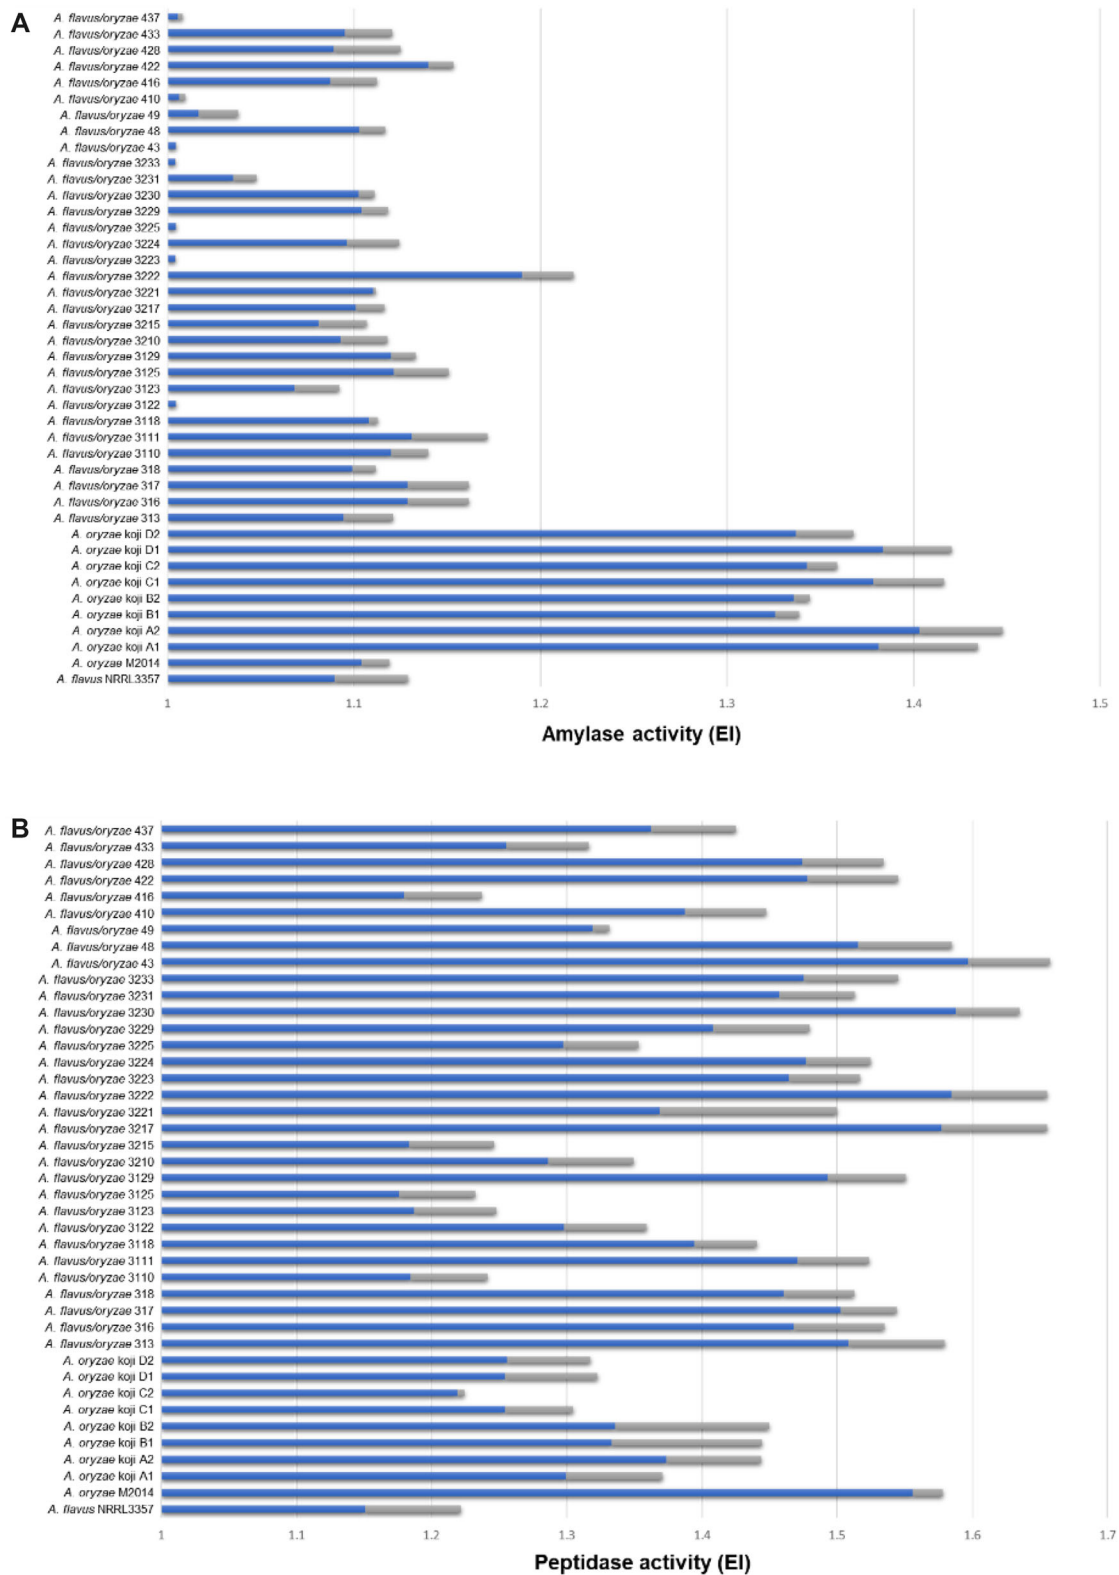 A
A. flavus/oryzae 437
A. flavus/oryzae 433
A. flavus/oryzae 428
A. flavus/oryzae 422
A. flavus/oryzae 416
A. flavus/oryzae 410
A. flavus/oryzae 49
A. flavus/oryzae 48
A. flavus/oryzae 43
A. flavus/oryzae 3233
A. flavus/oryzae 3231
A. flavus/oryzae 3230
A. flavus/oryzae 3229
A. flavus/oryzae 3225
A. flavus/oryzae 3224
A. flavus/oryzae 3223
A. flavus/oryzae 3222
A. flavus/oryzae 3221
A. flavus/oryzae 3217
A. flavus/oryzae 3215
A. flavus/oryzae 3210
A. flavus/oryzae 3129
A. flavus/oryzae 3125
A. flavus/oryzae 3123
A. flavus/oryzae 3122
A. flavus/oryzae 3118
A. flavus/oryzae 3111
A. flavus/oryzae 3110
A. flavus/oryzae 318
A. flavus/oryzae 317
A. flavus/oryzae 316
A. flavus/oryzae 313
A. oryzae koji D2
A. oryzae koji D1
A. oryzae koji C2
A. oryzae koji C1
A. oryzae koji B2
A. oryzae koji B1
A. oryzae koji A2
A. oryzae koji A1
A. oryzae M2014
A. flavus NRRL3357
1 1.1 1.2 1.3 1.4 1.5
Amylase activity (EI)
B
A. flavus/oryzae 437
A. flavus/oryzae 433
A. flavus/oryzae 428
A. flavus/oryzae 422
A. flavus/oryzae 416
A. flavus/oryzae 410
A. flavus/oryzae 49
A. flavus/oryzae 48
A. flavus/oryzae 43
A. flavus/oryzae 3233
A. flavus/oryzae 3231
A. flavus/oryzae 3230
A. flavus/oryzae 3229
A. flavus/oryzae 3225
A. flavus/oryzae 3224
A. flavus/oryzae 3223
A. flavus/oryzae 3222
A. flavus/oryzae 3221
A. flavus/oryzae 3217
A. flavus/oryzae 3215
A. flavus/oryzae 3210
A. flavus/oryzae 3129
A. flavus/oryzae 3125
A. flavus/oryzae 3123
A. flavus/oryzae 3122
A. flavus/oryzae 3118
A. flavus/oryzae 3111
A. flavus/oryzae 3110
A. flavus/oryzae 318
A. flavus/oryzae 317
A. flavus/oryzae 316
A. flavus/oryzae 313
A. oryzae koji D2
A. oryzae koji D1
A. oryzae koji C2
A. oryzae koji C1
A. oryzae koji B2
A. oryzae koji B1
A. oryzae koji A2
A. oryzae koji A1
A. oryzae M2014
A. flavus NRRL3357
1 1.1 1.2 1.3 1.4 1.5 1.6 1.7
Peptidase activity (EI)